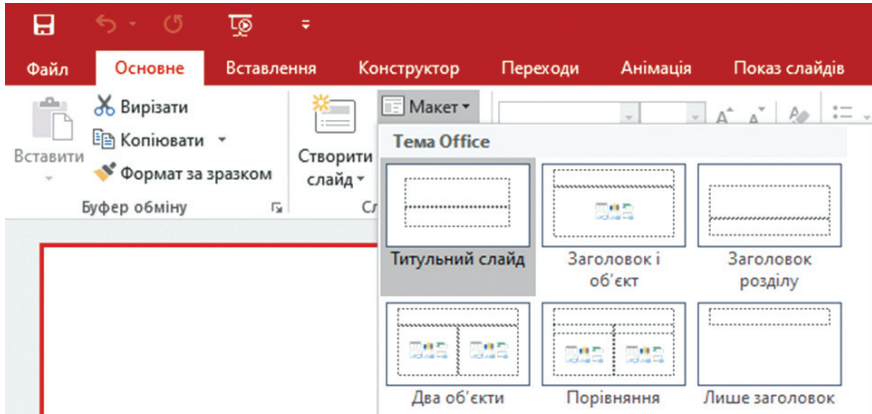 Файл Основне Вставлення Конструктор Переходи Анімація Показ слайдів
Вставити
Вирізати
Копіювати
Формат за зразком
Буфер обміну
Створити
слайд
Сл
Макет
Тема Office
Титульний слайд
Заголовок і
об’єкт
Заголовок
розділу
Два об’єкти
Порівняння
Лише заголовок